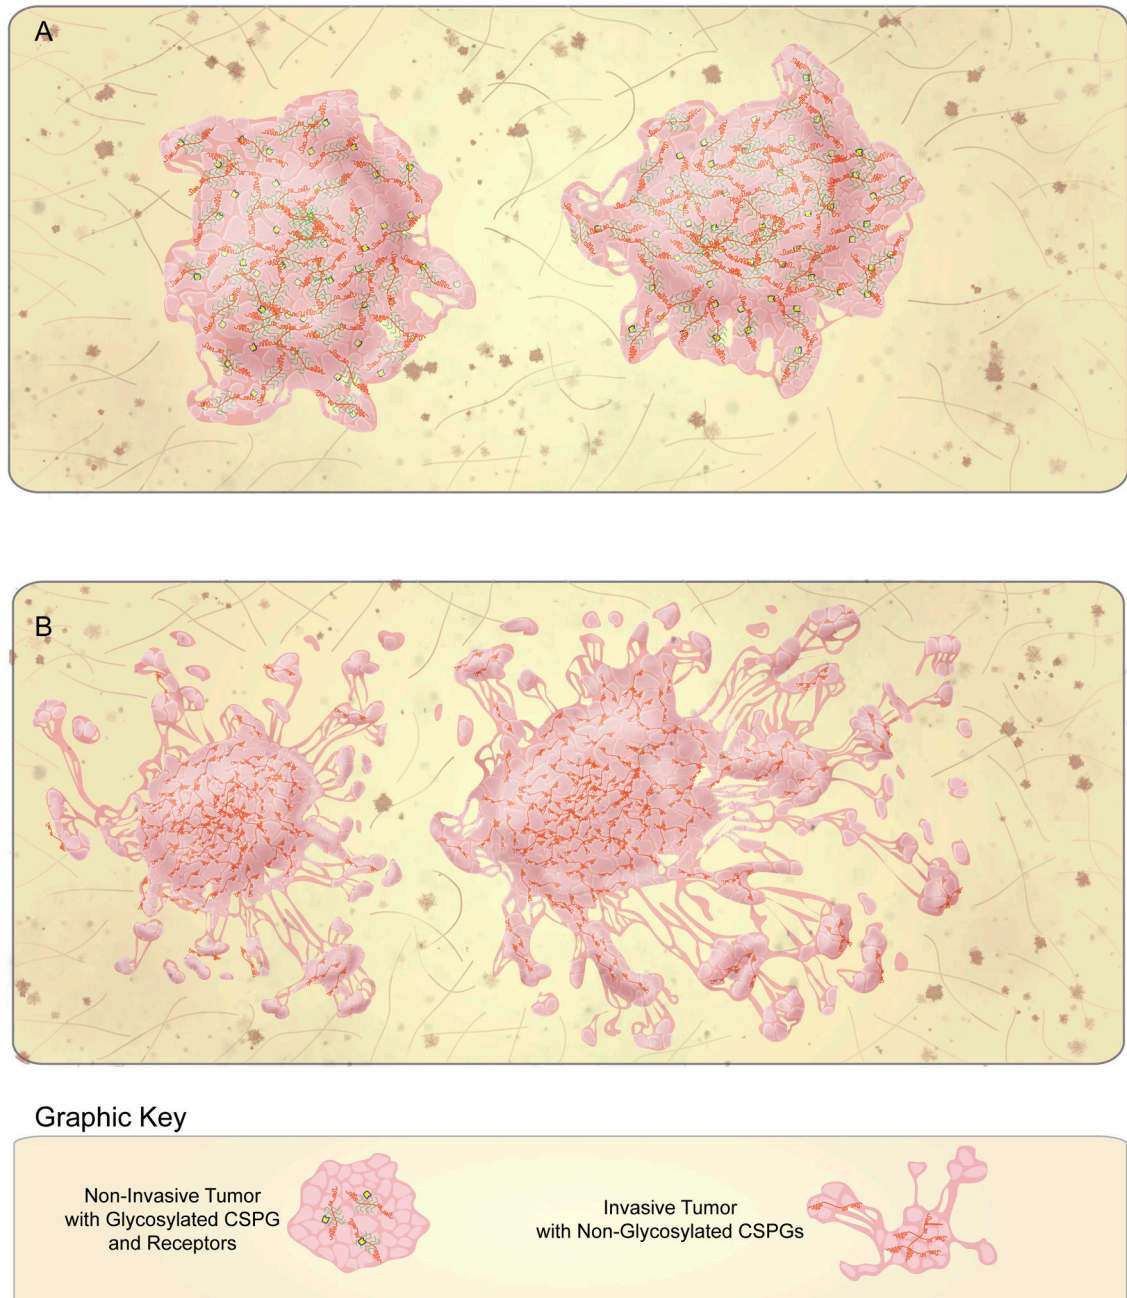 A
B
Graphic Key
Non-Invasive Tumor
with Glycosylated CSPG
and Receptors
Invasive Tumor
with Non-Glycosylated CSPGs